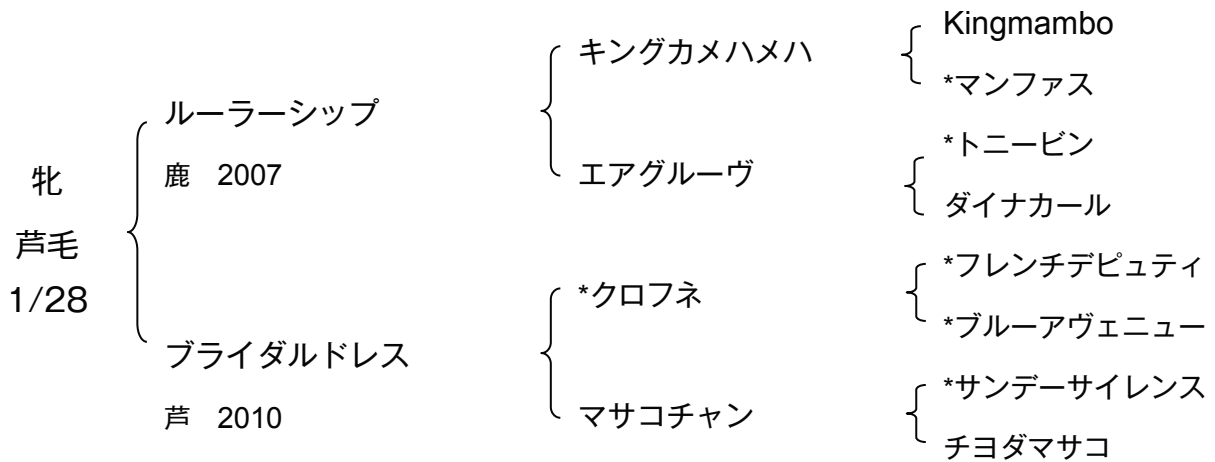 牝
芦毛
1/28
ルーラーシップ
鹿 2007
ブライダルドレス
芦 2010
キングカメハメハ
エアグルーヴ
*クロフネ
マサコチャン
Kingmambo
*マンファス
*トニービン
ダイナカール
*フレンチデピュティ
*ブルーアヴェニュー
*サンデーサイレンス
チヨダマサコ